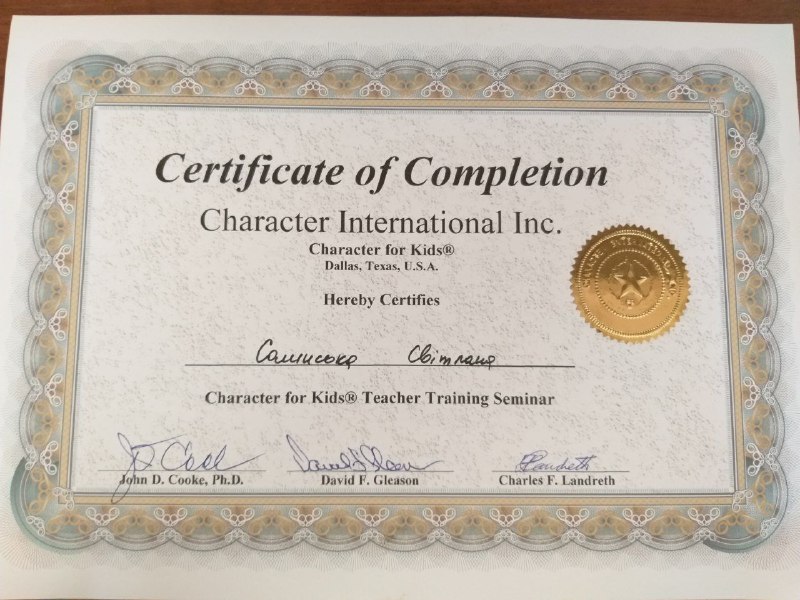 Certificate of Completion
Character International Inc.
Character for Kids®
Dallas, Texas, U.S.A.
Hereby Certifies
Світлана
Character for Kids® Teacher Training Seminar
John D. Cooke, Ph.D.
David F. Gleason
Charles F. Landreth